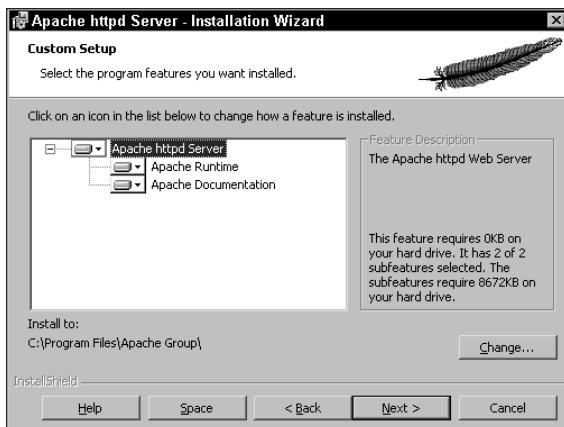 Apache httpd Server - Installation Wizard
Custom Setup
Select the program features you want installed.
Click on an icon in the list below to change how a feature is installed.
Apache httpd Server
Apache Runtime
Apache Documentation
Feature Description
The Apache httpd Web Server
This feature requires 0KB on
your hard drive. It has 2 of 2
subfeatures selected. The
subfeatures require 8672KB on
your hard drive.
Install to:
C:\Program Files\Apache Group\
Change...
InstallShield
Help
Space
< Back
Next >
Cancel